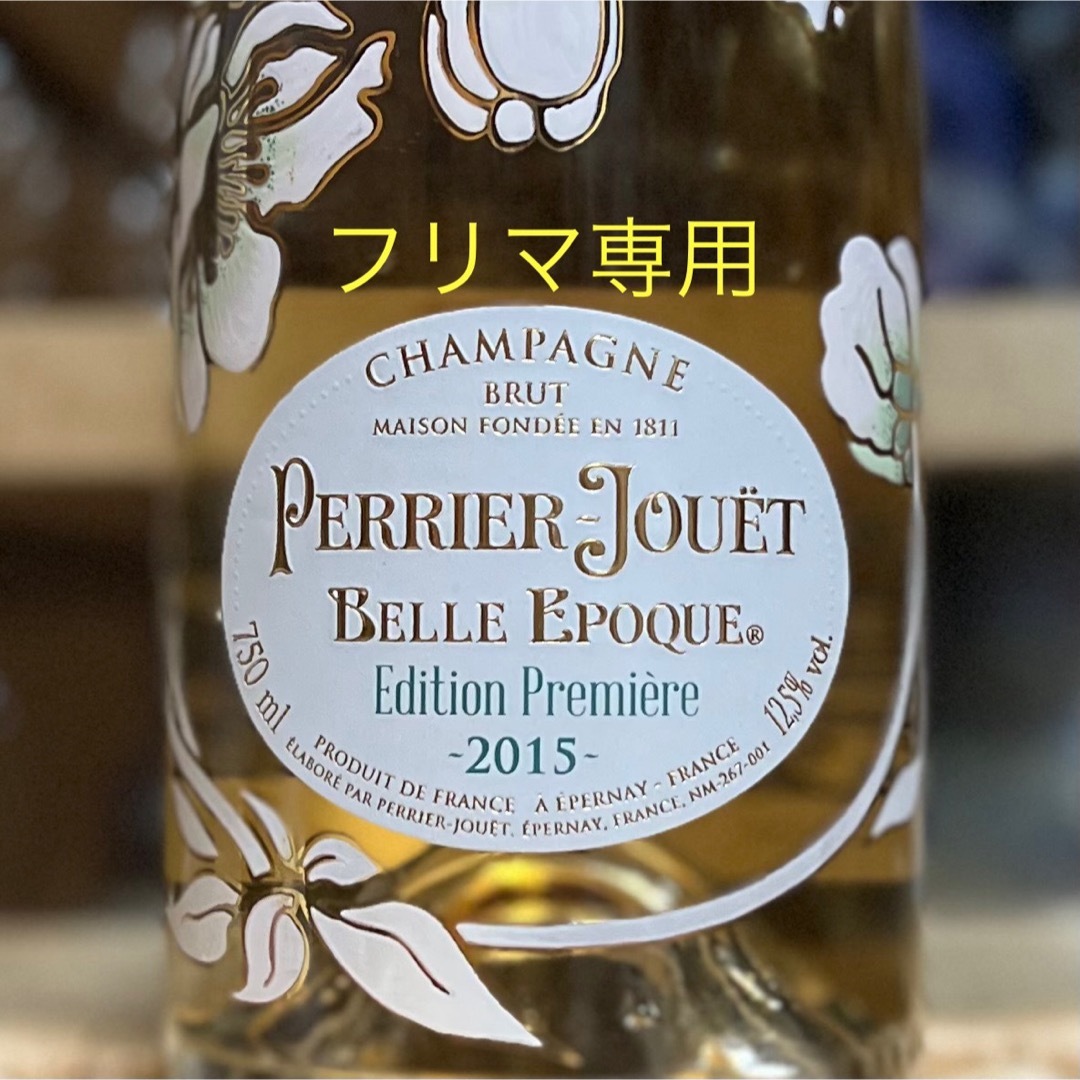 フリマ専用
CHAMPAGNE
BRUT
MAISON FONDÉE EN 1811
PERRIER-JOUËT
BELLE EPOQUE®
Edition Première
-2015-
750 ml
12,5% vol.
PRODUIT DE FRANCE À ÉPERNAY - FRANCE
ÉLABORÉ PAR PERRIER-JOUËT, ÉPERNAY, FRANCE, NM-267-001